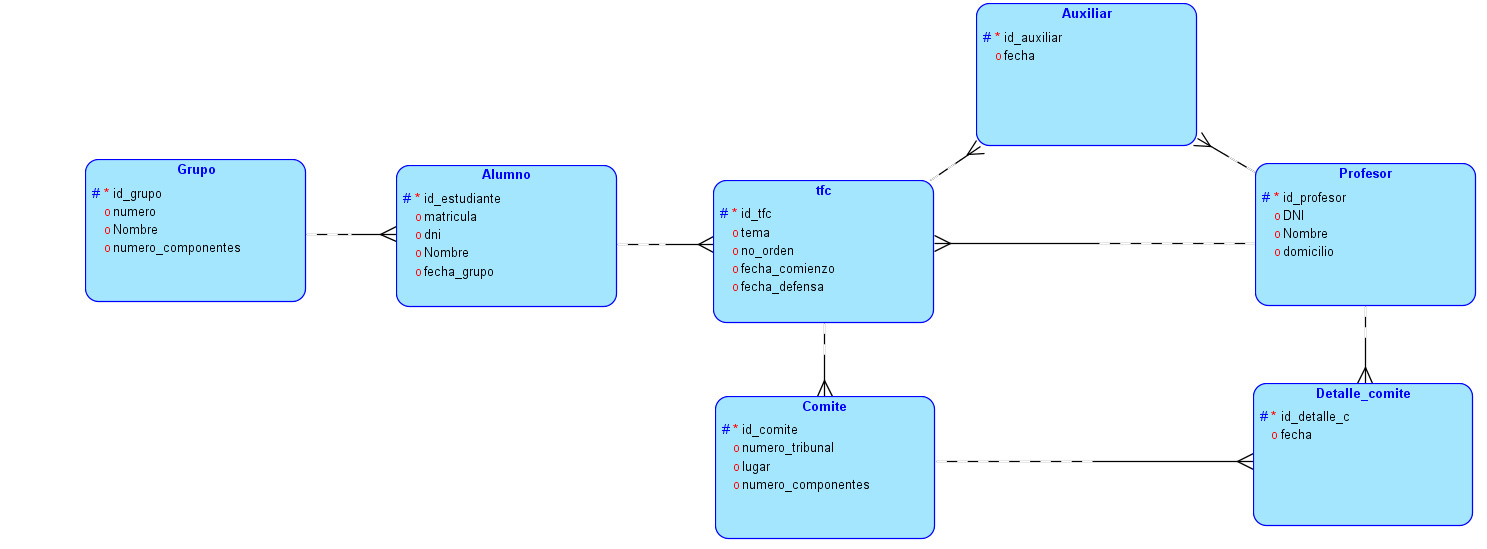 Auxiliar
# * id_auxiliar
o fecha
Grupo
# * id_grupo
o numero
o Nombre
o numero_componentes
Alumno
# * id_estudiante
o matricula
o dni
o Nombre
o fecha_grupo
tfc
# * id_tfc
o tema
o no_orden
o fecha_comienzo
o fecha_defensa
Profesor
# * id_profesor
o DNI
o Nombre
o domicilio
Comite
# * id_comite
o numero_tribunal
o lugar
o numero_componentes
Detalle_comite
# * id_detalle_c
o fecha